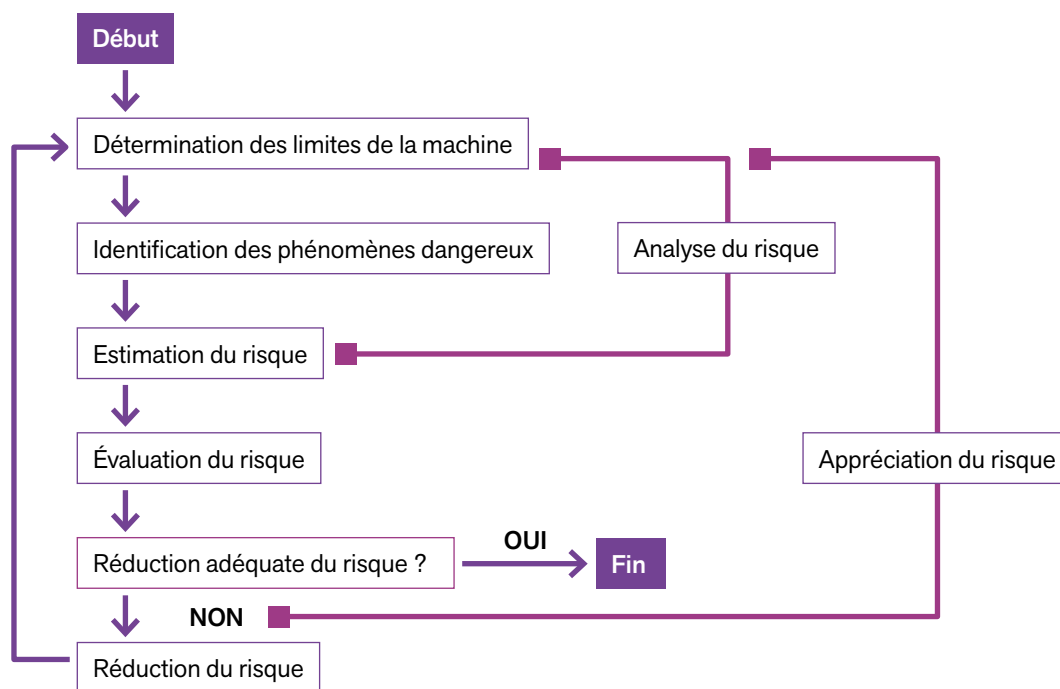 Début
Détermination des limites de la machine
Identification des phénomènes dangereux
Analyse du risque
Estimation du risque
Évaluation du risque
Appréciation du risque
Réduction adéquate du risque ?
OUI
Fin
NON
Réduction du risque